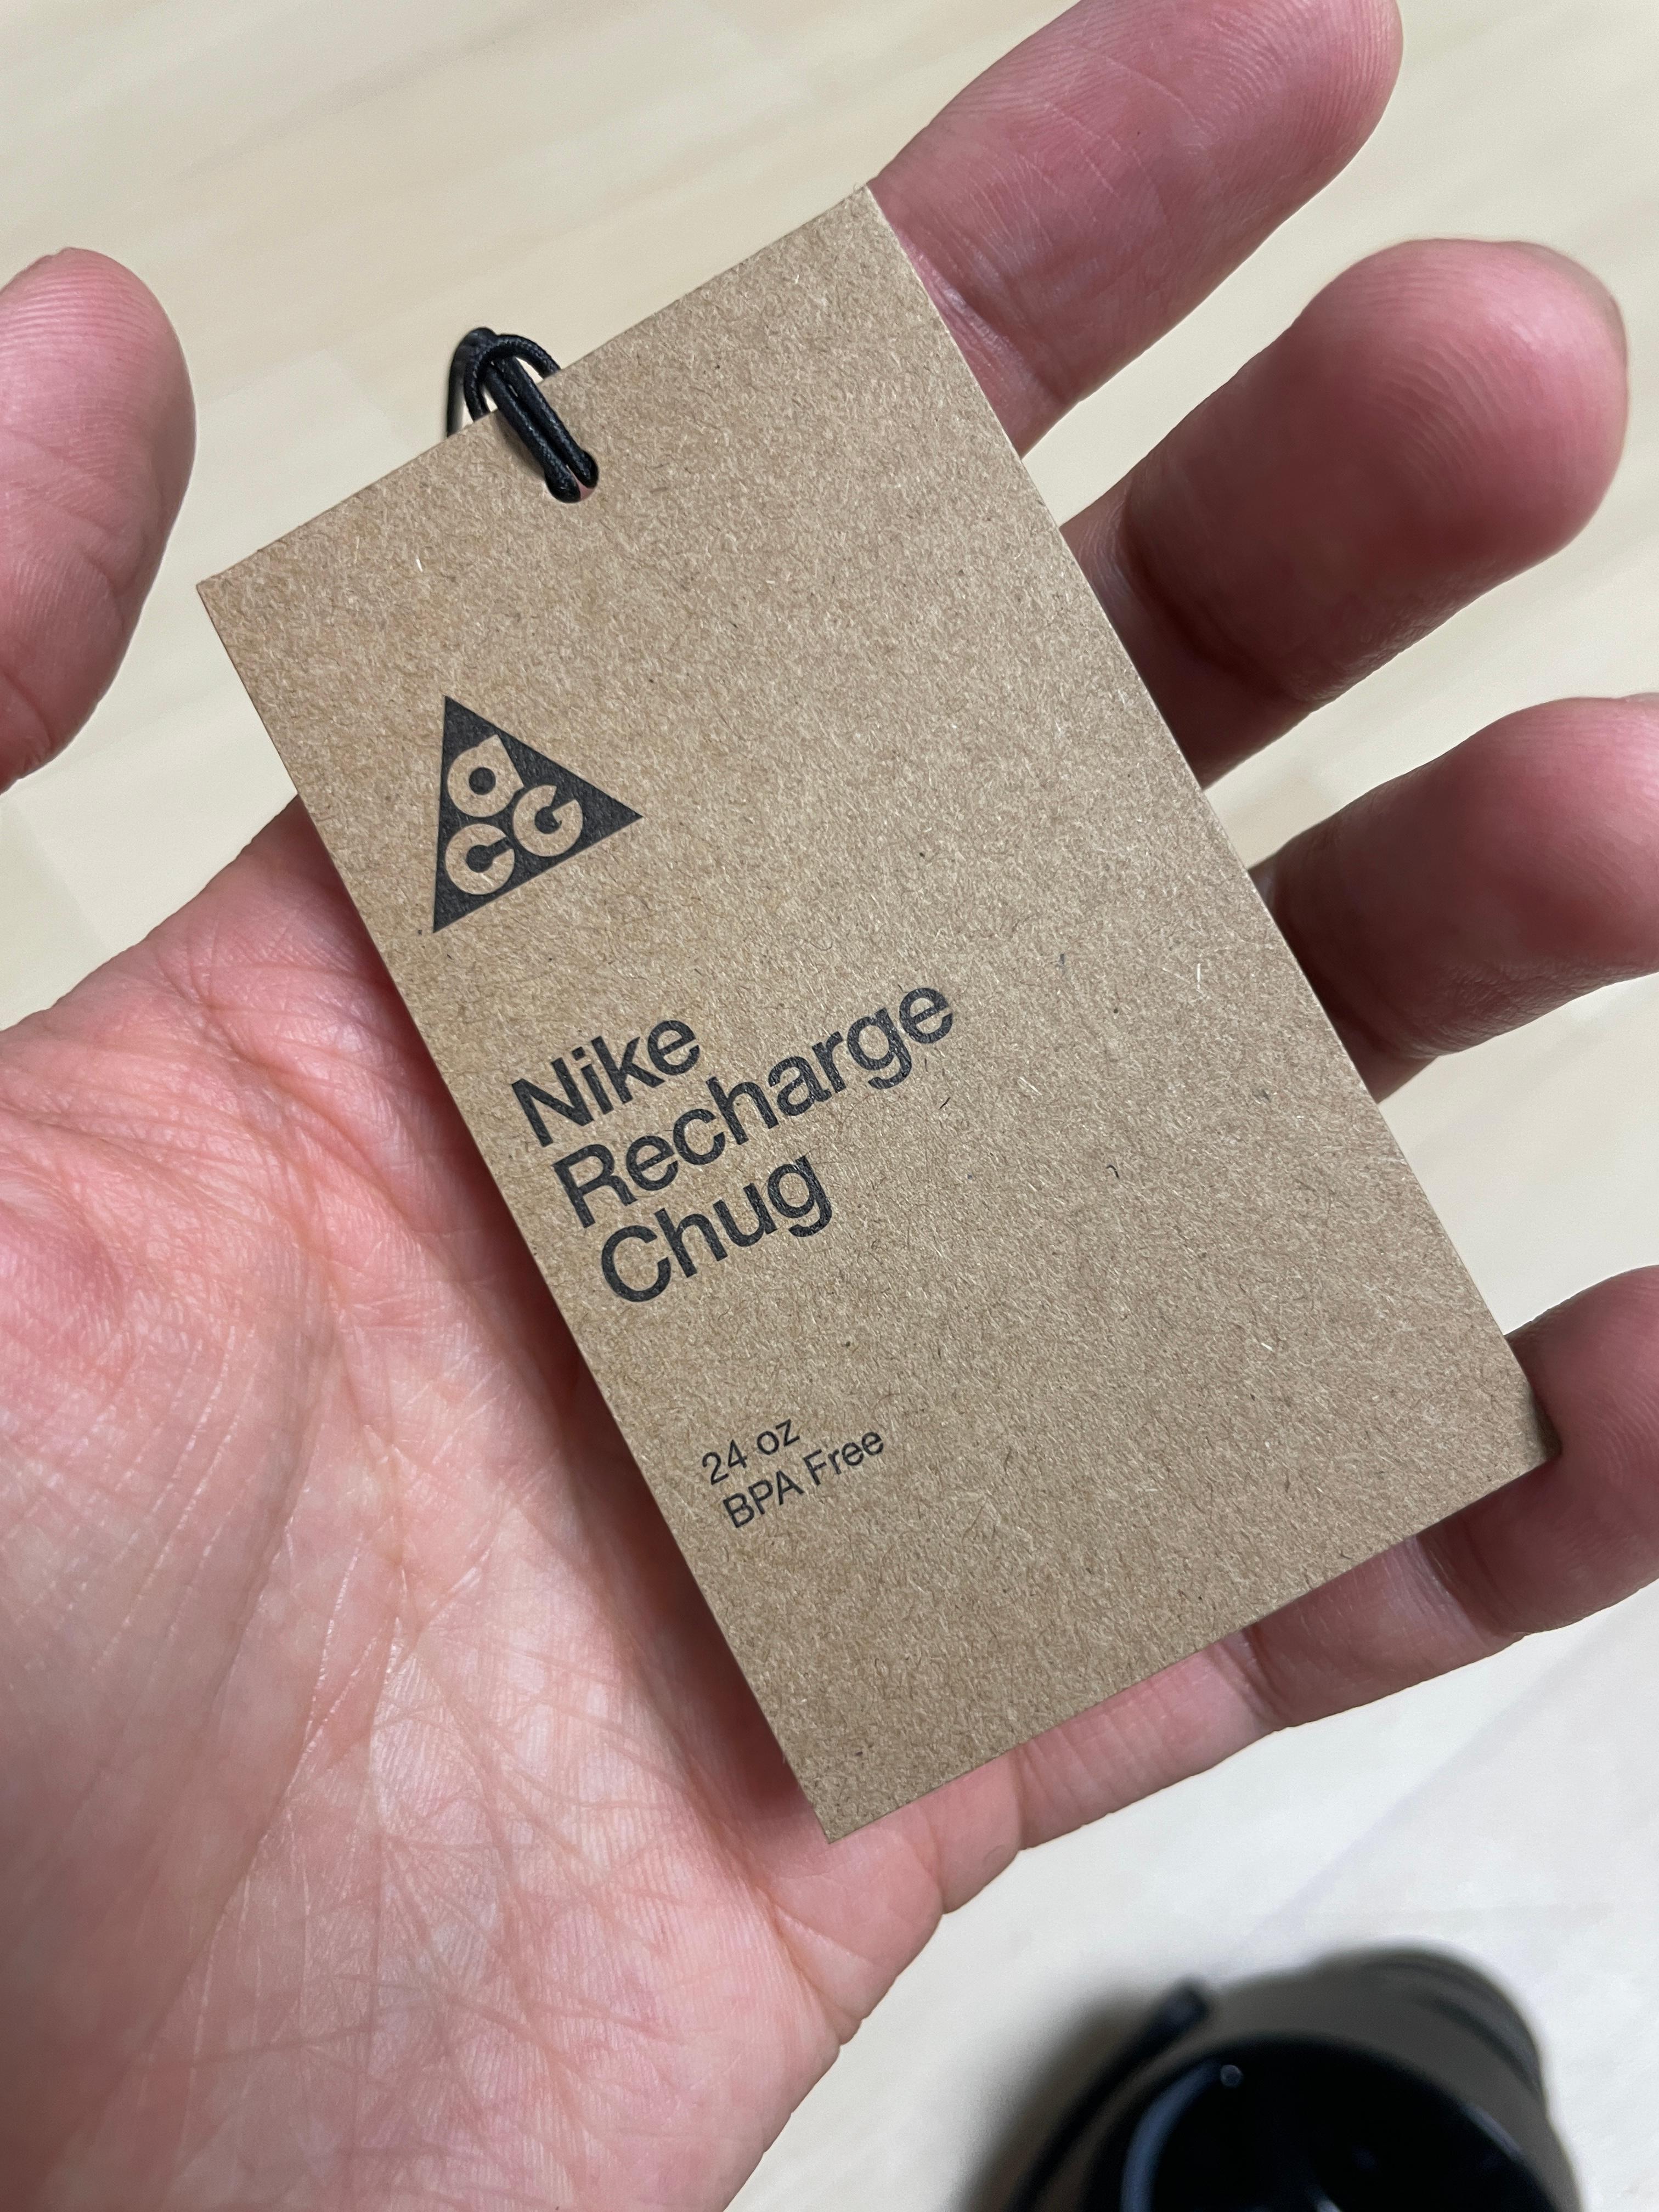 aCG
Nike
Recharge
Chug
24 oz
BPA Free